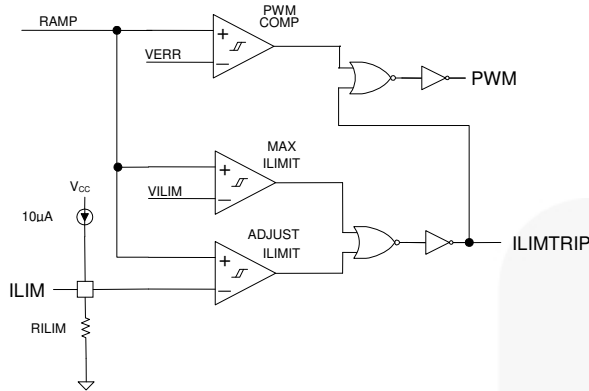 PWM
COMP
RAMP
+
VERR
−
PWM
MAX
ILIMIT
+
VILIM
−
VCC
10µA
ADJUST
ILIMIT
+
ILIMTRIP
ILIM
−
RILIM